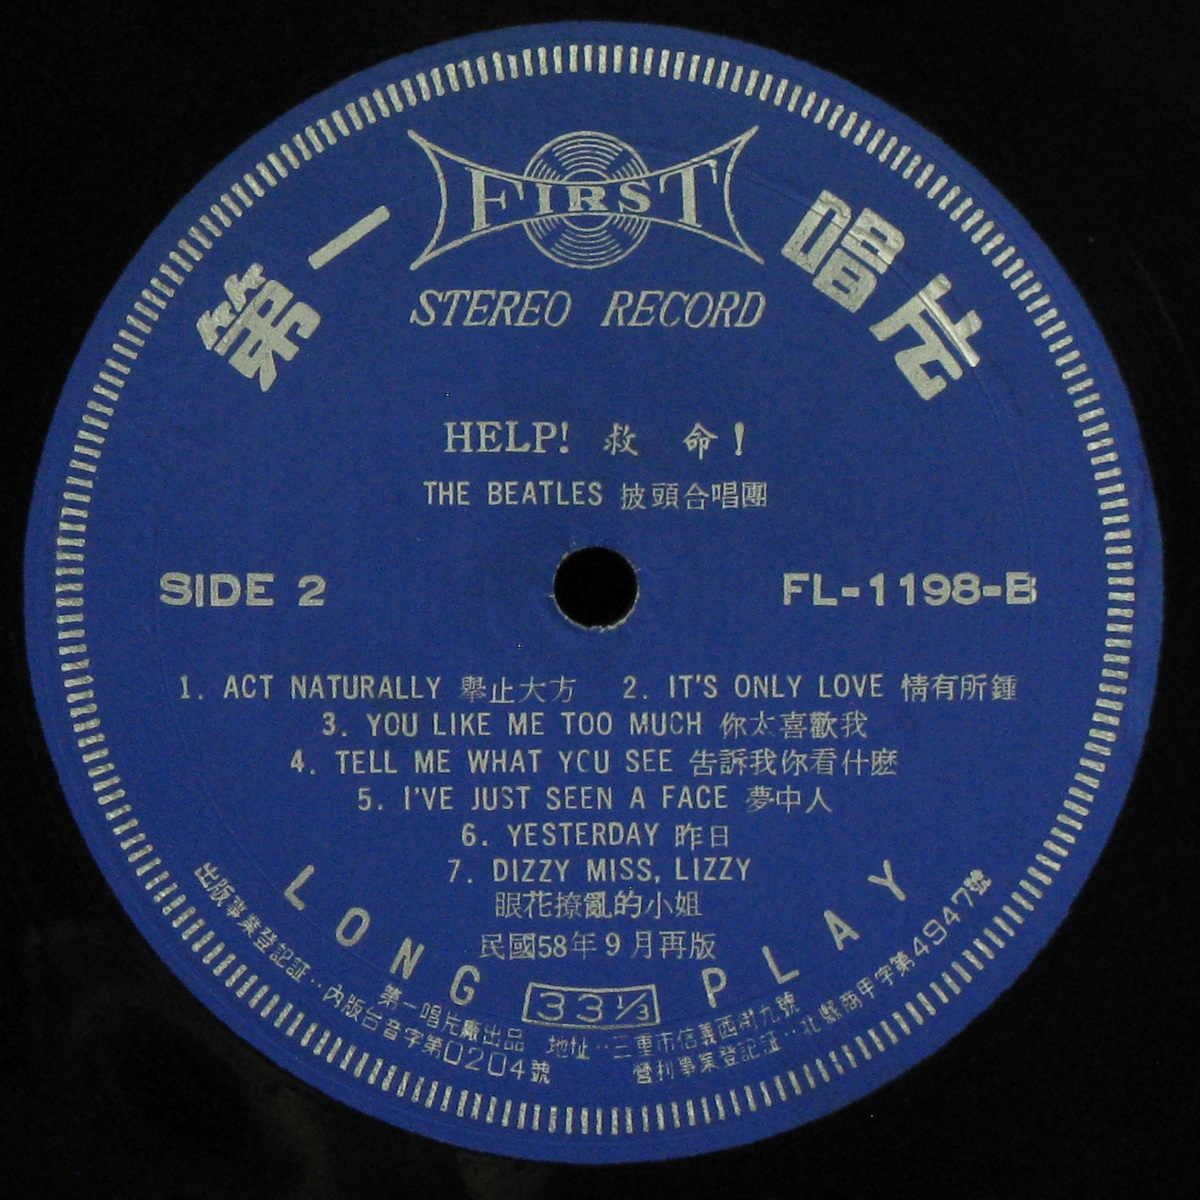 FIRST
第一唱片
STEREO RECORD
HELP! 救命!
THE BEATLES 披頭合唱團
SIDE 2 FL-1198-B
1. ACT NATURALLY 舉止大方 2. IT'S ONLY LOVE 情有所鍾
3. YOU LIKE ME TOO MUCH 你太喜歡我
4. TELL ME WHAT YOU SEE 告訴我你看什麽
5. I'VE JUST SEEN A FACE 夢中人
6. YESTERDAY 昨日
7. DIZZY MISS, LIZZY
眼花撩亂的小姐
民國58年9月再版
LONG PLAY
33⅓
第一唱片廠出品 地址··三重市信義西街九號
出版事業登記証··內版台音字第0204號
營利事業登記証··北縣商甲字第4947號